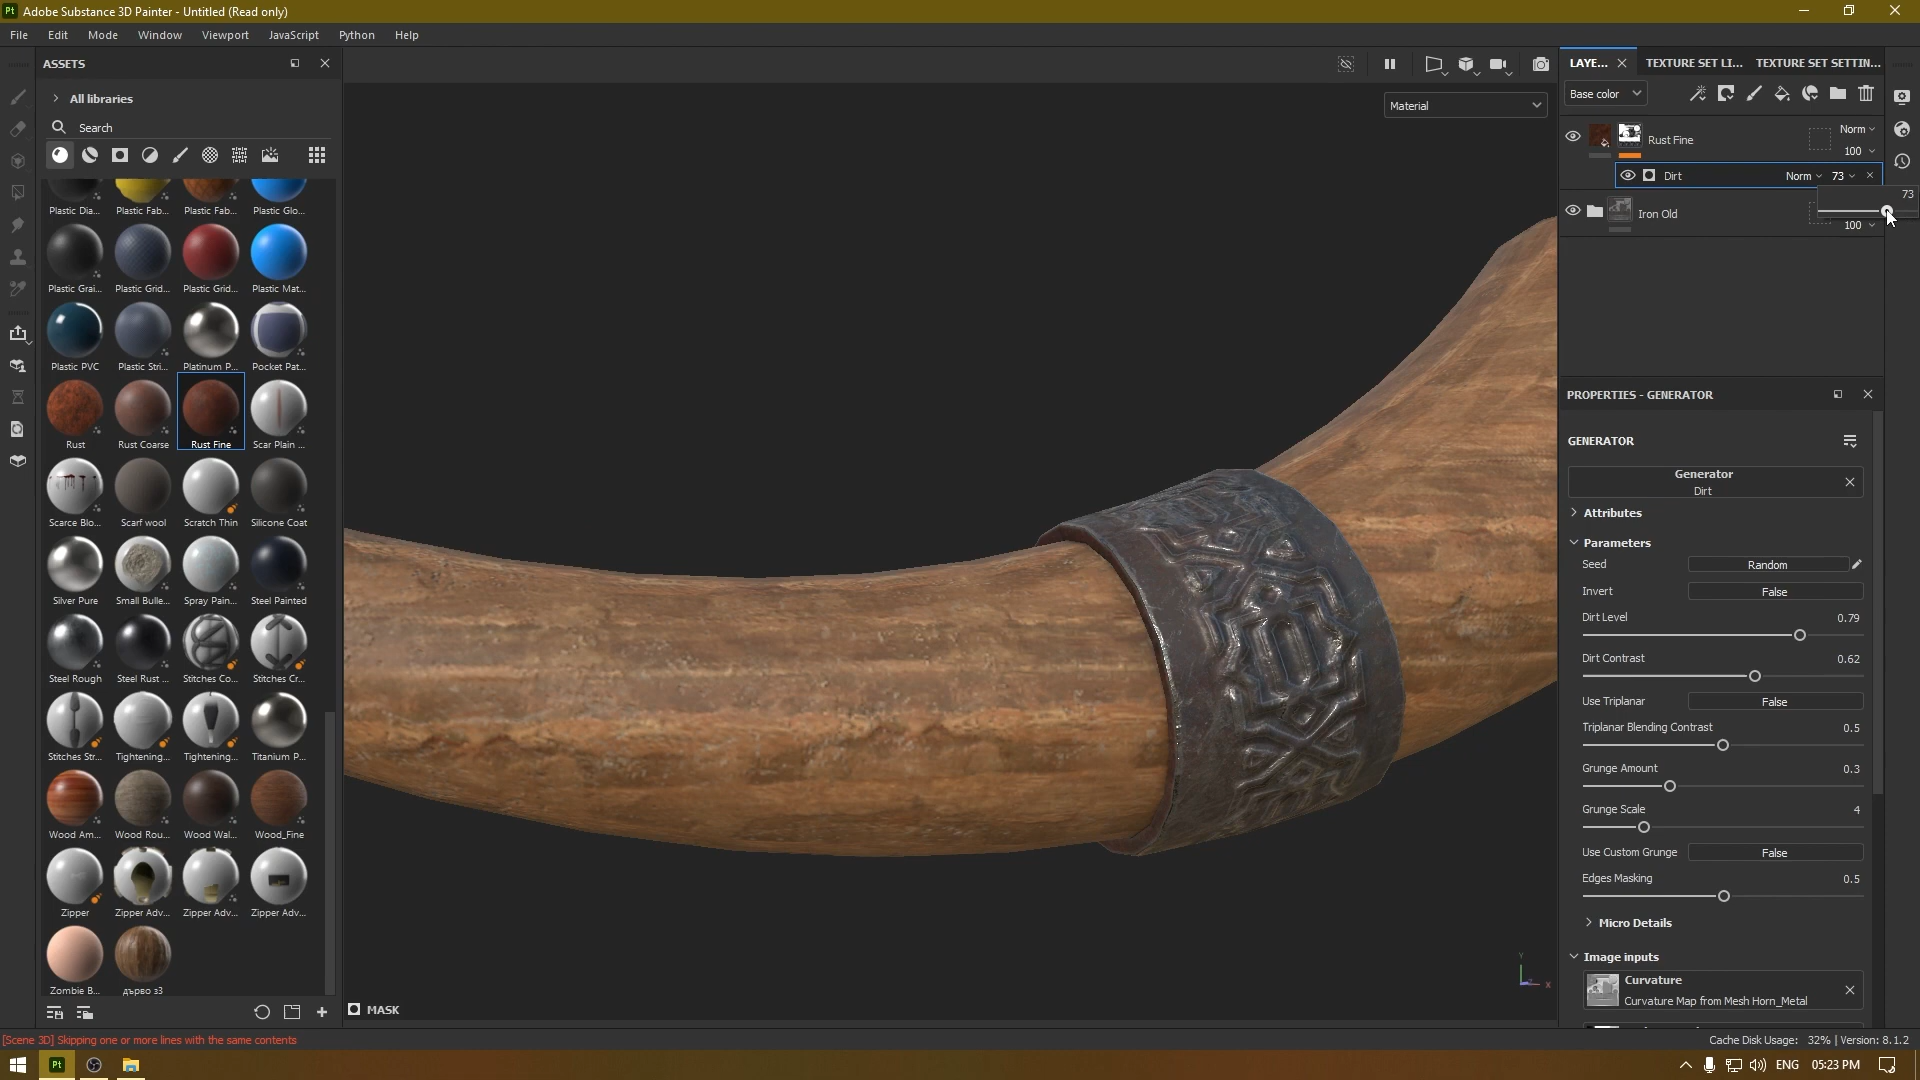 Pt Adobe Substance 3D Painter - Untitled (Read only)
File Edit Mode Window Viewport JavaScript Python Help
ASSETS
All libraries
Search
Plastic Dia... Plastic Fab... Plastic Fab... Plastic Glo...
Plastic Grai... Plastic Grid... Plastic Grid... Plastic Mat...
Plastic PVC Plastic Stri... Platinum P... Pocket Pat...
Rust Rust Coarse Rust Fine Scar Plain ...
Scarce Blo... Scarf wool Scratch Thin Silicone Coat
Silver Pure Small Bulle... Spray Pain... Steel Painted
Steel Rough Steel Rust ... Stitches Co... Stitches Cr...
Stitches Str... Tightening... Tightening... Titanium P...
Wood Am... Wood Rou... Wood Wal... Wood_Fine
Zipper Zipper Adv... Zipper Adv... Zipper Adv...
Zombie B... дърво з3
Material
MASK
Y
X
LAYE... TEXTURE SET LI... TEXTURE SET SETTIN...
Base color
Rust Fine Norm
100
Dirt Norm 73
73
Iron Old
100
PROPERTIES - GENERATOR
GENERATOR
Generator
Dirt
Attributes
Parameters
Seed Random
Invert False
Dirt Level 0.79
Dirt Contrast 0.62
Use Triplanar False
Triplanar Blending Contrast 0.5
Grunge Amount 0.3
Grunge Scale 4
Use Custom Grunge False
Edges Masking 0.5
Micro Details
Image inputs
Curvature
Curvature Map from Mesh Horn_Metal
[Scene 3D] Skipping one or more lines with the same contents
Cache Disk Usage: 32% | Version: 8.1.2
Pt
ENG 05:23 PM